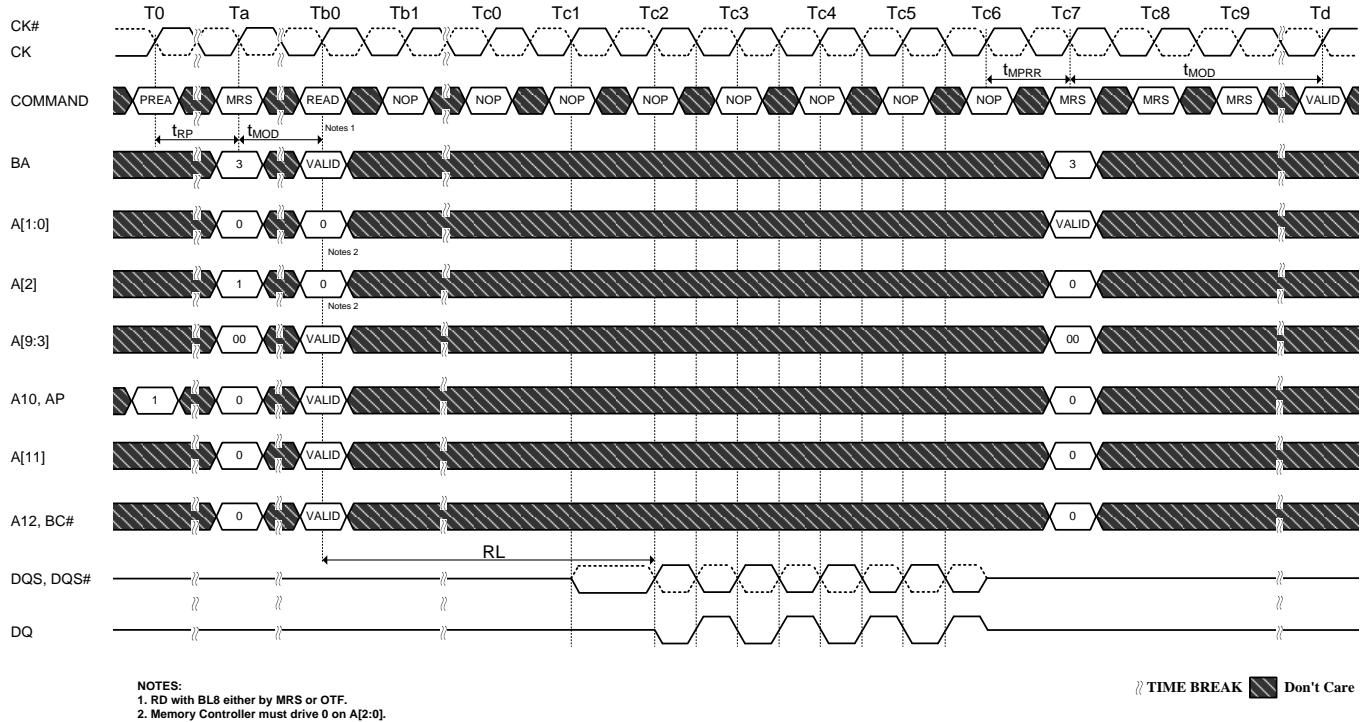 T0 Ta Tb0 Tb1 Tc0 Tc1 Tc2 Tc3 Tc4 Tc5 Tc6 Tc7 Tc8 Tc9 Td
CK#
CK
tMPRR tMOD
COMMAND PREA MRS READ NOP NOP NOP NOP NOP NOP NOP NOP MRS MRS MRS VALID
tRP tMOD Notes 1
BA 3 VALID 3
A[1:0] 0 0 VALID
Notes 2
A[2] 1 0 0
Notes 2
A[9:3] 00 VALID 00
A10, AP 1 0 VALID 0
A[11] 0 VALID 0
A12, BC# 0 VALID 0
RL
DQS, DQS#
DQ
NOTES:
1. RD with BL8 either by MRS or OTF.
2. Memory Controller must drive 0 on A[2:0].
TIME BREAK Don't Care